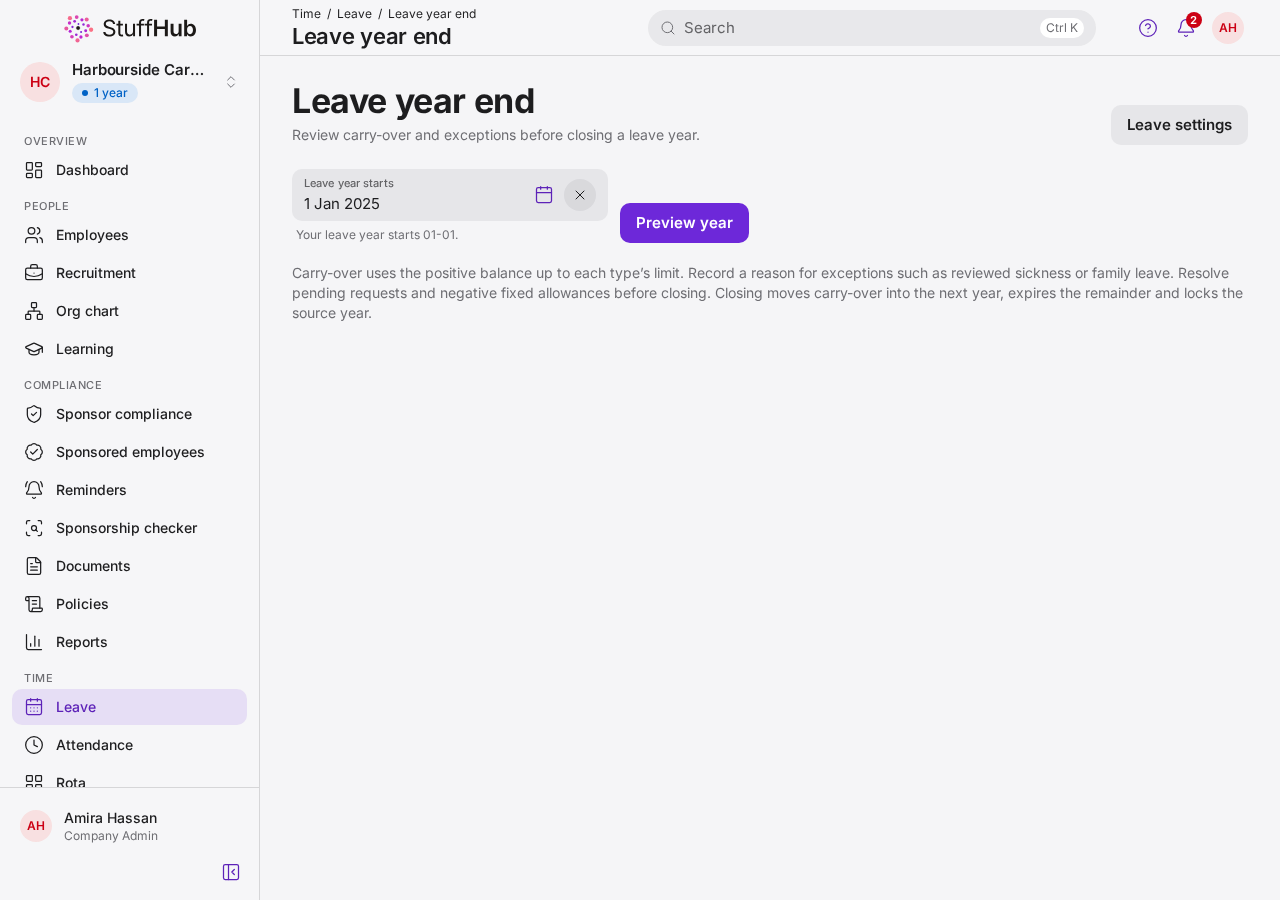 StuffHub
HC
Harbourside Car...
1 year
OVERVIEW
Dashboard
PEOPLE
Employees
Recruitment
Org chart
Learning
COMPLIANCE
Sponsor compliance
Sponsored employees
Reminders
Sponsorship checker
Documents
Policies
Reports
TIME
Leave
Attendance
Rota
AH
Amira Hassan
Company Admin
Time / Leave / Leave year end
Leave year end
Search
Ctrl K
2
AH
Leave year end
Review carry-over and exceptions before closing a leave year.
Leave settings
Leave year starts
1 Jan 2025
Your leave year starts 01-01.
Preview year
Carry-over uses the positive balance up to each type’s limit. Record a reason for exceptions such as reviewed sickness or family leave. Resolve
pending requests and negative fixed allowances before closing. Closing moves carry-over into the next year, expires the remainder and locks the
source year.